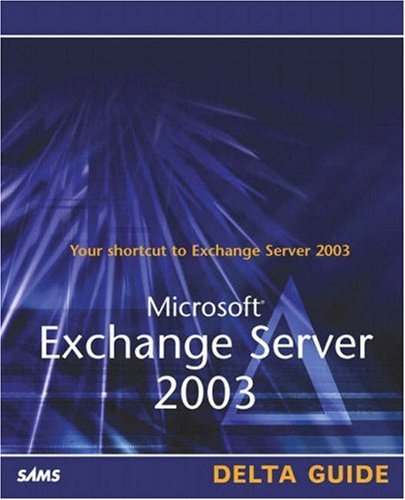 Your shortcut to Exchange Server 2003
Microsoft®
Exchange Server
2003
SAMS
DELTA GUIDE